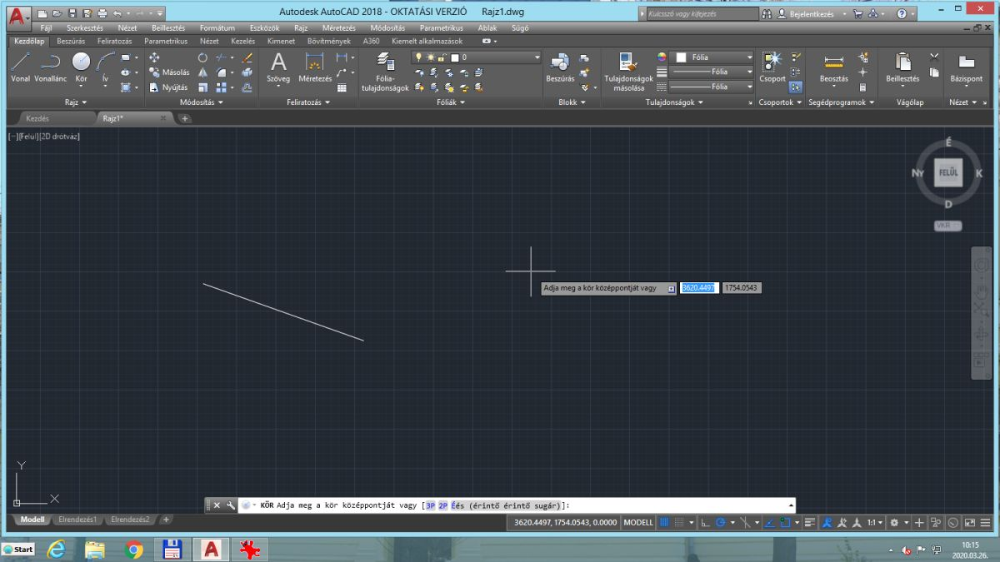 Autodesk AutoCAD 2018 - OKTATÁSI VERZIÓ Rajz1.dwg
Kulcsszó vagy kifejezés
Bejelentkezés
Fájl Szerkesztés Nézet Beillesztés Formátum Eszközök Rajz Méretezés Módosítás Parametrikus Ablak Súgó
Kezdőlap Beszúrás Feliratozás Parametrikus Nézet Kezelés Kimenet Bővítmények A360 Kiemelt alkalmazások
Vonal Vonallánc Kör Ív
Másolás
Nyújtás
Szöveg Méretezés
Fólia-
tulajdonságok
0
Beszúrás
Tulajdonságok
másolása
Fólia
Fólia
Fólia
Csoport
Beosztás
Beillesztés
Bázispont
Rajz Módosítás Feliratozás Fóliák Blokk Tulajdonságok Csoportok Segédprogramok Vágólap Nézet
Kezdés Rajz1*
[−][Felül][2D drótváz]
É
Ny FELÜL K
D
VKR
Adja meg a kör középpontját vagy 3620.4497 1754.0543
Y
X
KÖR Adja meg a kör középpontját vagy [3P 2P Éés (érintő érintő sugár)]:
Modell Elrendezés1 Elrendezés2
3620.4497, 1754.0543, 0.0000 MODELL 1:1
Start
10:15
2020.03.26.